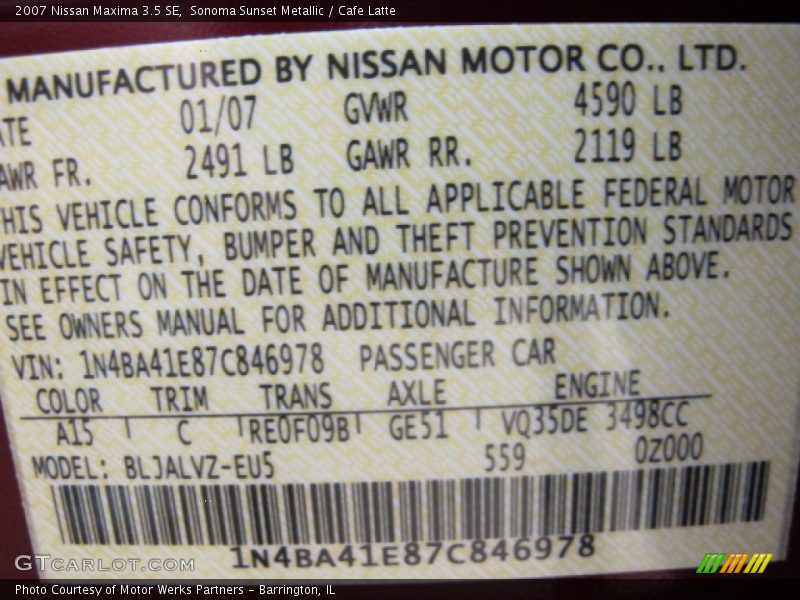 2007 Nissan Maxima 3.5 SE, Sonoma Sunset Metallic / Cafe Latte
MANUFACTURED BY NISSAN MOTOR CO., LTD.
ATE 01/07 GVWR 4590 LB
AWR FR. 2491 LB GAWR RR. 2119 LB
THIS VEHICLE CONFORMS TO ALL APPLICABLE FEDERAL MOTOR
VEHICLE SAFETY, BUMPER AND THEFT PREVENTION STANDARDS
IN EFFECT ON THE DATE OF MANUFACTURE SHOWN ABOVE.
SEE OWNERS MANUAL FOR ADDITIONAL INFORMATION.
VIN: 1N4BA41E87C846978 PASSENGER CAR
COLOR TRIM TRANS AXLE ENGINE
A15 C RE0F09B GE51 VQ35DE 3498CC
MODEL: BLJALVZ-EU5 559 0Z000
1N4BA41E87C846978
GTCARLOT.COM
Photo Courtesy of Motor Werks Partners - Barrington, IL